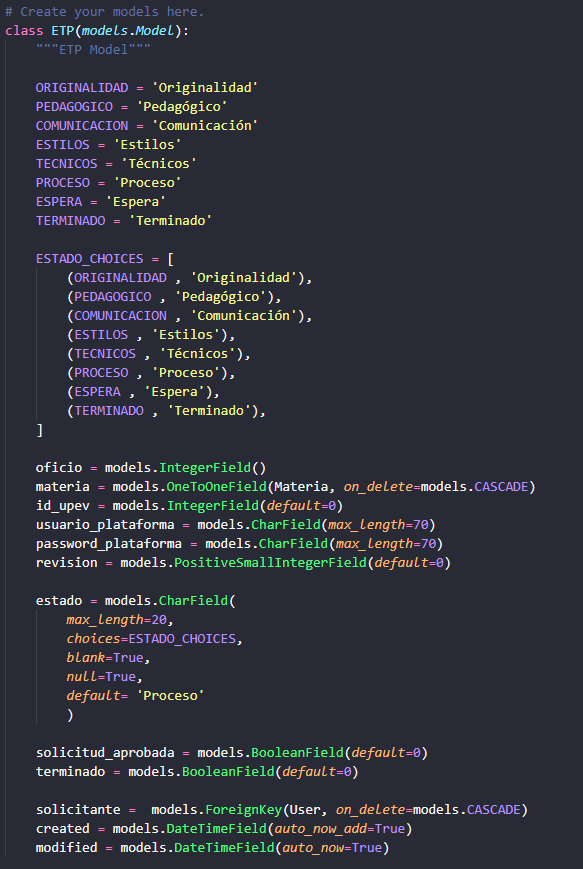 # Create your models here.
class ETP(models.Model):
"""ETP Model"""
ORIGINALIDAD = 'Originalidad'
PEDAGOGICO = 'Pedagógico'
COMUNICACION = 'Comunicación'
ESTILOS = 'Estilos'
TECNICOS = 'Técnicos'
PROCESO = 'Proceso'
ESPERA = 'Espera'
TERMINADO = 'Terminado'
ESTADO_CHOICES = [
(ORIGINALIDAD , 'Originalidad'),
(PEDAGOGICO , 'Pedagógico'),
(COMUNICACION , 'Comunicación'),
(ESTILOS , 'Estilos'),
(TECNICOS , 'Técnicos'),
(PROCESO , 'Proceso'),
(ESPERA , 'Espera'),
(TERMINADO , 'Terminado'),
]
oficio = models.IntegerField()
materia = models.OneToOneField(Materia, on_delete=models.CASCADE)
id_upev = models.IntegerField(default=0)
usuario_plataforma = models.CharField(max_length=70)
password_plataforma = models.CharField(max_length=70)
revision = models.PositiveSmallIntegerField(default=0)
estado = models.CharField(
max_length=20,
choices=ESTADO_CHOICES,
blank=True,
null=True,
default= 'Proceso'
)
solicitud_aprobada = models.BooleanField(default=0)
terminado = models.BooleanField(default=0)
solicitante =  models.ForeignKey(User, on_delete=models.CASCADE)
created = models.DateTimeField(auto_now_add=True)
modified = models.DateTimeField(auto_now=True)